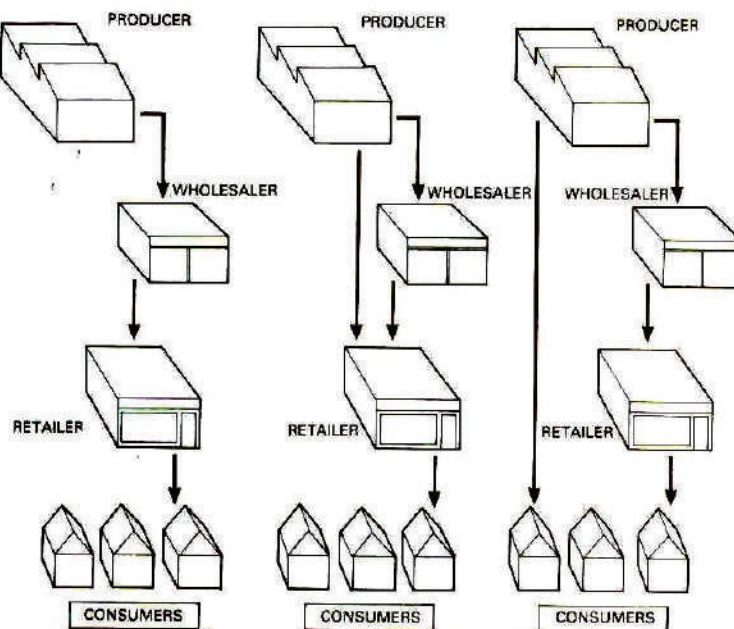 PRODUCER
PRODUCER
PRODUCER
WHOLESALER
WHOLESALER
WHOLESALER
RETAILER
RETAILER
RETAILER
CONSUMERS
CONSUMERS
CONSUMERS